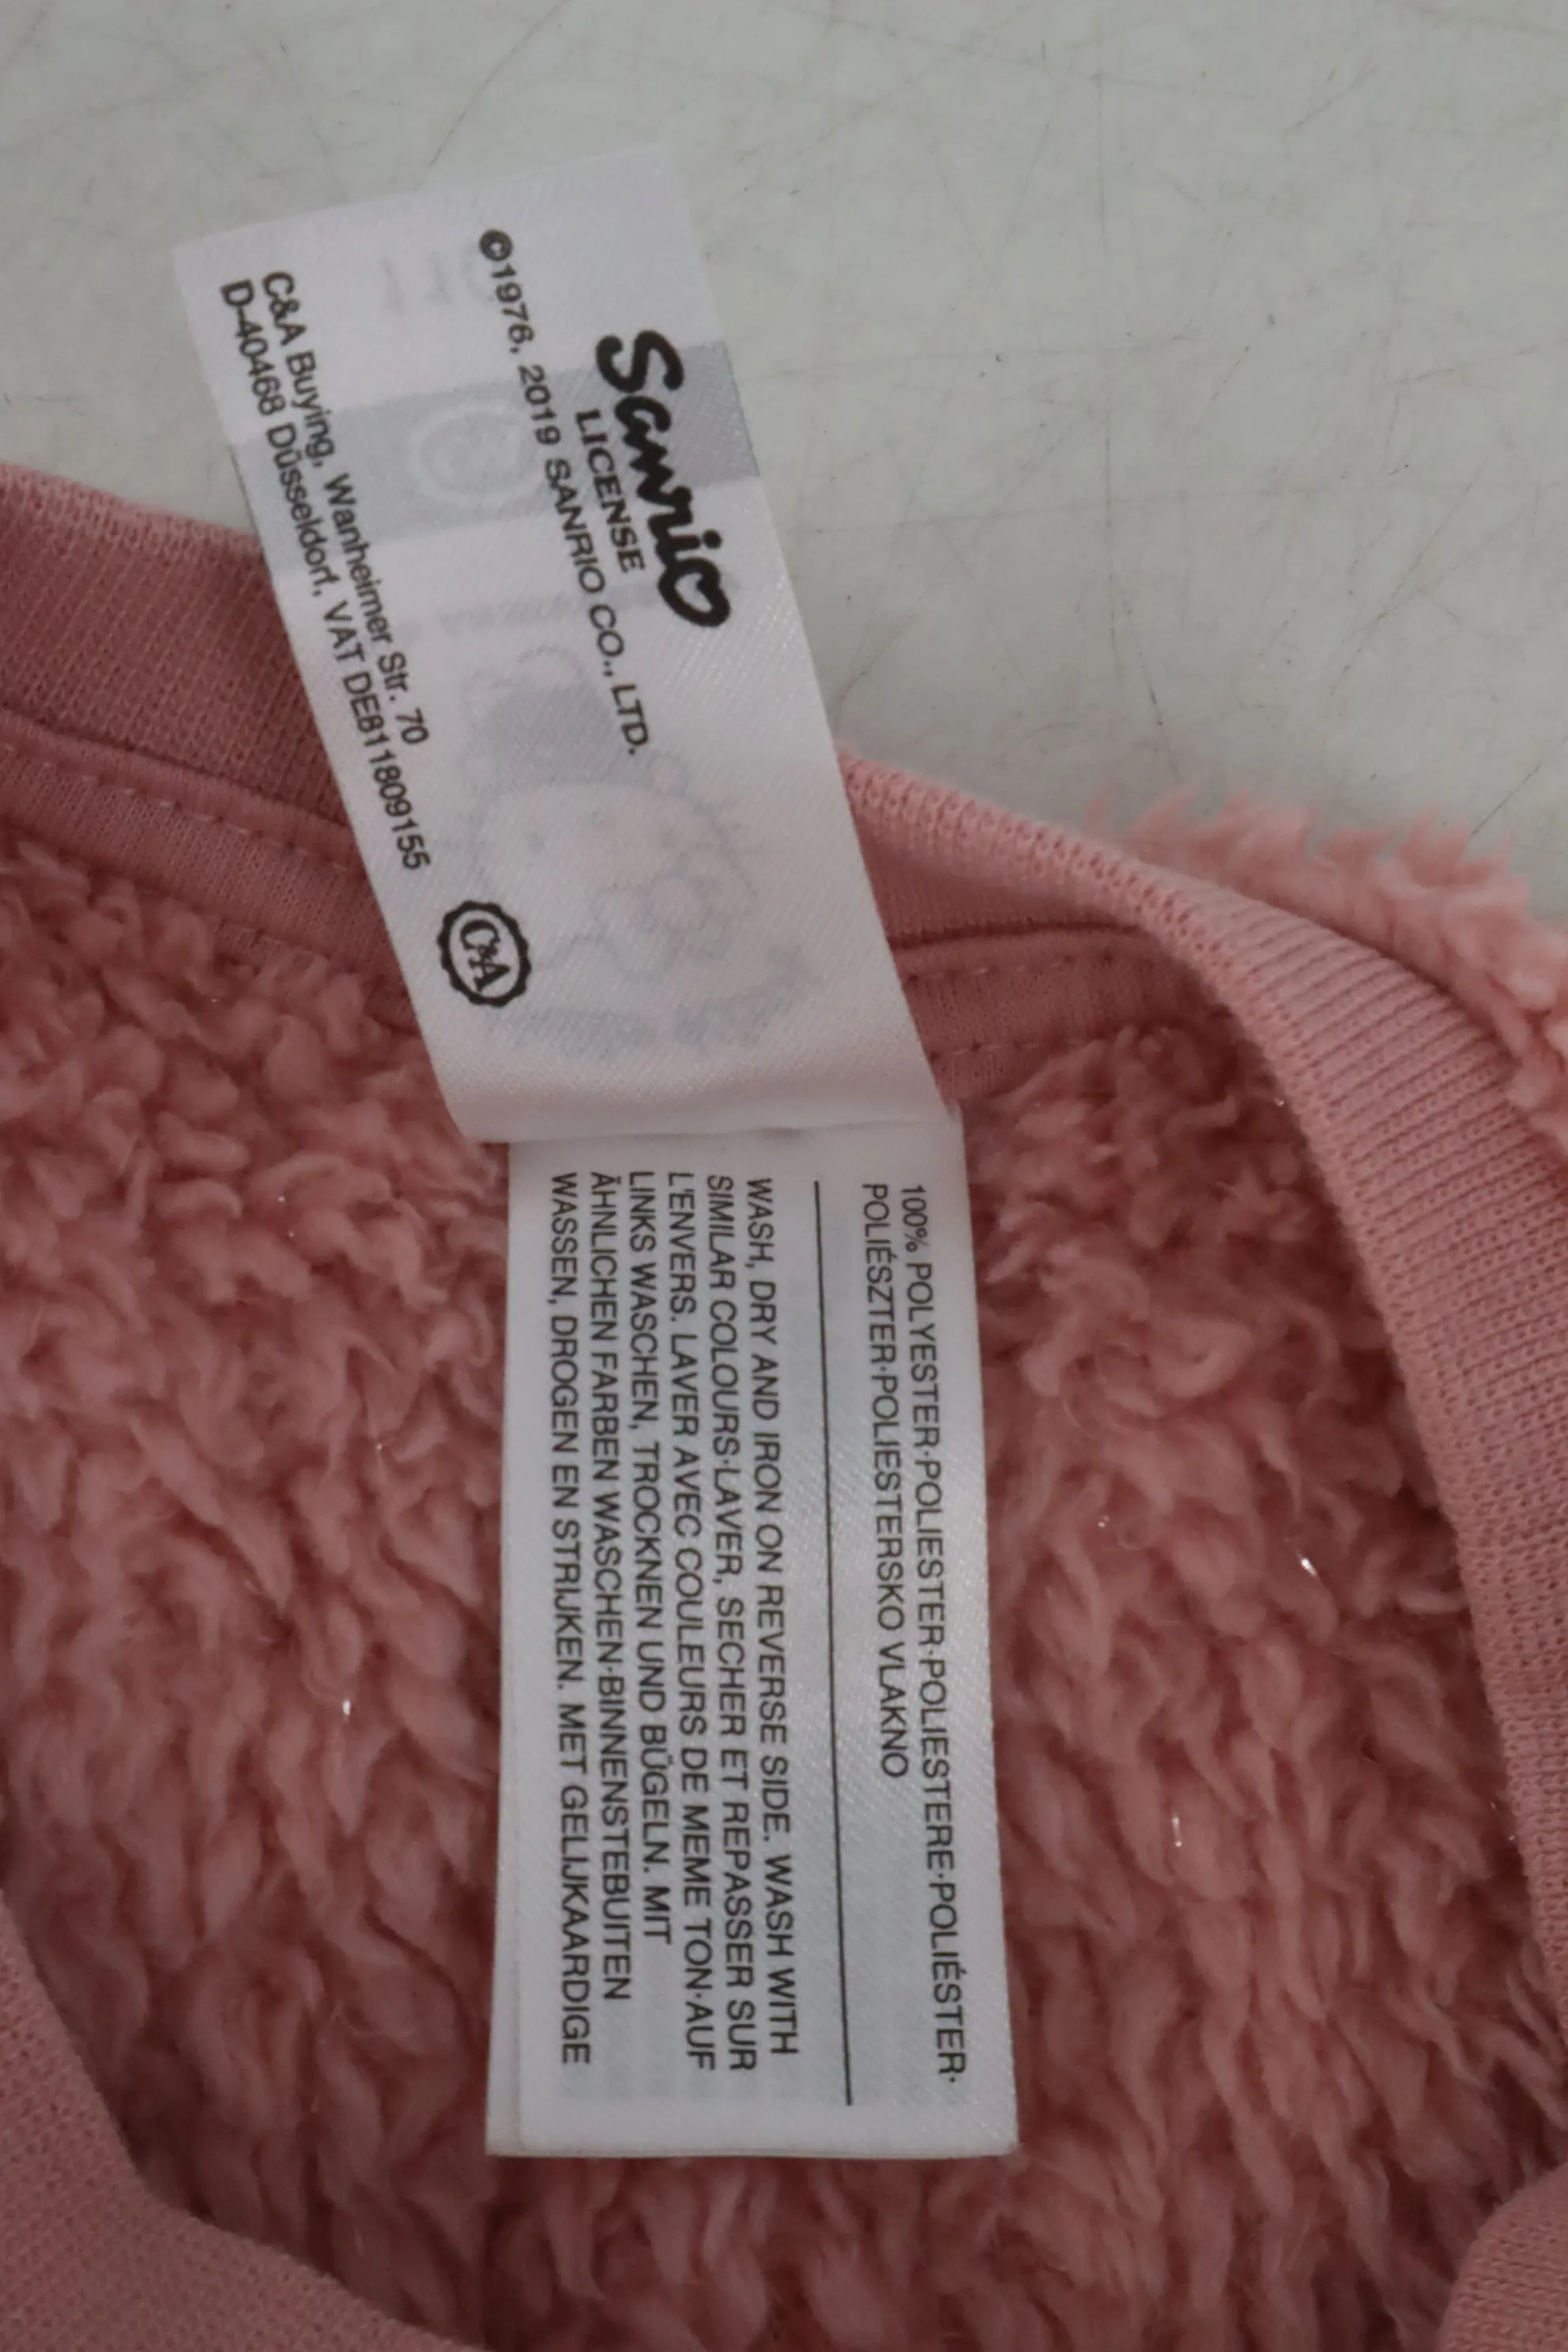 Sanrio
LICENSE
©1976, 2019 SANRIO CO., LTD.
C&A Buying, Wanheimer Str. 70
D-40468 Düsseldorf, VAT DE811809155
C&A
100% POLYESTER·POLIESTER·POLIESTERE·POLIÉSTER·
POLIÉSZTER·POLIESTERSKO VLAKNO
WASH, DRY AND IRON ON REVERSE SIDE. WASH WITH
SIMILAR COLOURS·LAVER, SECHER ET REPASSER SUR
L'ENVERS. LAVER AVEC COULEURS DE MEME TON·AUF
LINKS WASCHEN, TROCKNEN UND BÜGELN. MIT
ÄHNLICHEN FARBEN WASCHEN·BINNENSTEBUITEN
WASSEN, DROGEN EN STRIJKEN. MET GELIJKAARDIGE